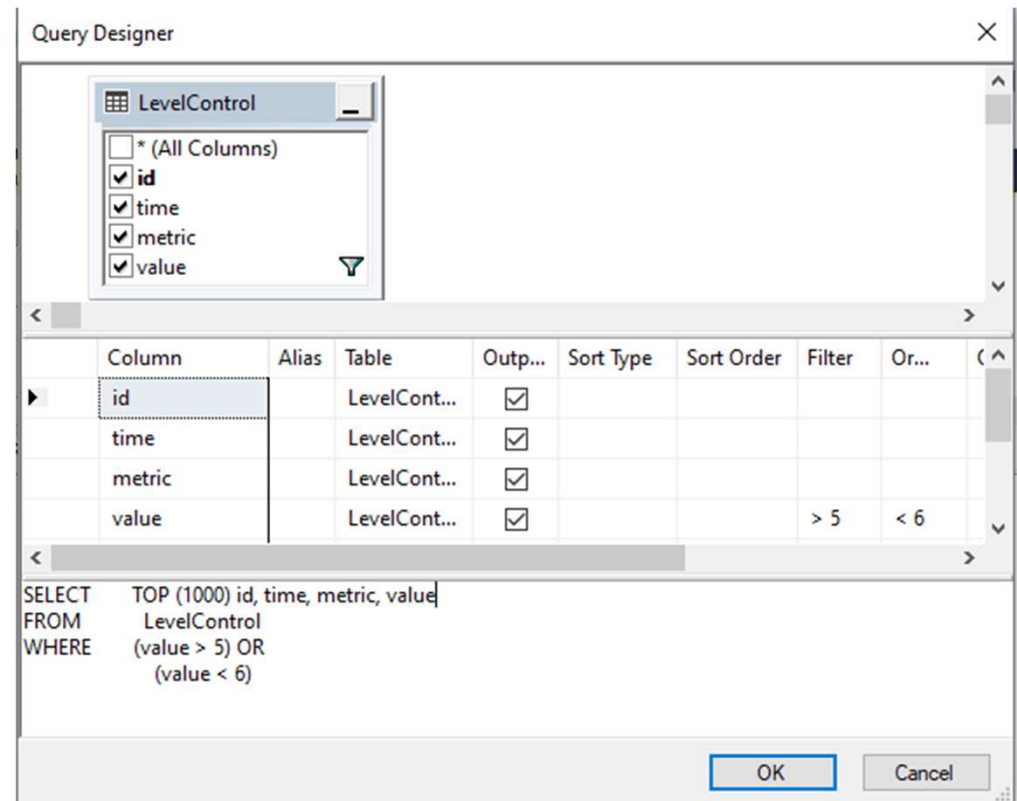 Query Designer
LevelControl
* (All Columns)
id
time
metric
value
Column Alias Table Outp... Sort Type Sort Order Filter Or...
id LevelCont...
time LevelCont...
metric LevelCont...
value LevelCont... > 5 < 6
SELECT TOP (1000) id, time, metric, value
FROM LevelControl
WHERE (value > 5) OR
(value < 6)
OK Cancel